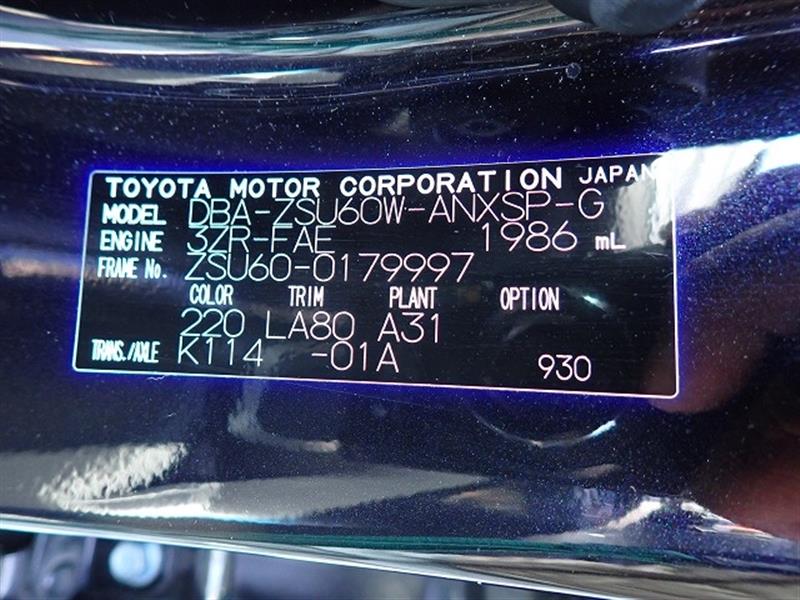 TOYOTA MOTOR CORPORATION JAPAN
MODEL DBA-ZSU60W-ANXSP-G
ENGINE 3ZR-FAE 1986 mL
FRAME No. ZSU60-0179997
COLOR TRIM PLANT OPTION
220 LA80 A31
TRANS./AXLE K114 -01A 930